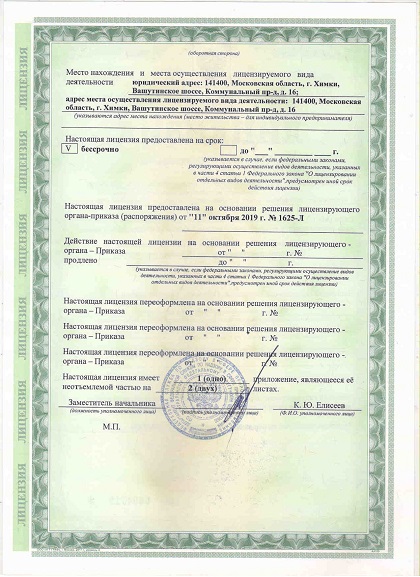 ЛИЦЕНЗИЯ
ЛИЦЕНЗИЯ
ЛИЦЕНЗИЯ
ЛИЦЕНЗИЯ
ЛИЦЕНЗИЯ
ЛИЦЕНЗИЯ
ЛИЦЕНЗИЯ
(оборотная сторона)
Место нахождения и места осуществления лицензируемого вида
деятельности юридический адрес: 141400, Московская область, г. Химки,
Вашутинское шоссе, Коммунальный пр-д, д. 16;
адрес места осуществления лицензируемого вида деятельности: 141400, Московская
область, г. Химки, Вашутинское шоссе, Коммунальный пр-д, д. 16
(указываются адрес места нахождения (место жительства – для индивидуального предпринимателя)
Настоящая лицензия предоставлена на срок:
V бессрочно до " " г.
(указывается в случае, если федеральными законами,
регулирующими осуществление видов деятельности, указанных
в части 4 статьи 1 Федерального закона "О лицензировании
отдельных видов деятельности", предусмотрен иной срок
действия лицензии)
Настоящая лицензия предоставлена на основании решения лицензирующего
органа-приказа (распоряжения) от "11" октября 2019 г. № 1625-Л
Действие настоящей лицензии на основании решения лицензирующего-
органа – Приказа от " " г. №
продлено до " " г.
(указывается в случае, если федеральными законами, регулирующими осуществление видов
деятельности, указанных в части 4 статьи 1 Федерального закона "О лицензировании
отдельных видов деятельности" предусмотрен иной срок действия лицензии)
Настоящая лицензия переоформлена на основании решения лицензирующего -
органа – Приказа от " " г. №
Настоящая лицензия переоформлена на основании решения лицензирующего -
органа – Приказа от " " г. №
Настоящая лицензия переоформлена на основании решения лицензирующего -
органа – Приказа от " " г. №
Настоящая лицензия имеет 1 (одно) приложение, являющееся её
неотъемлемой частью на 2 (двух) листах.
Заместитель начальника К. Ю. Елисеев
(должность уполномоченного лица) (подпись уполномоченного лица) (Ф.И.О. уполномоченного лица)
М.П.